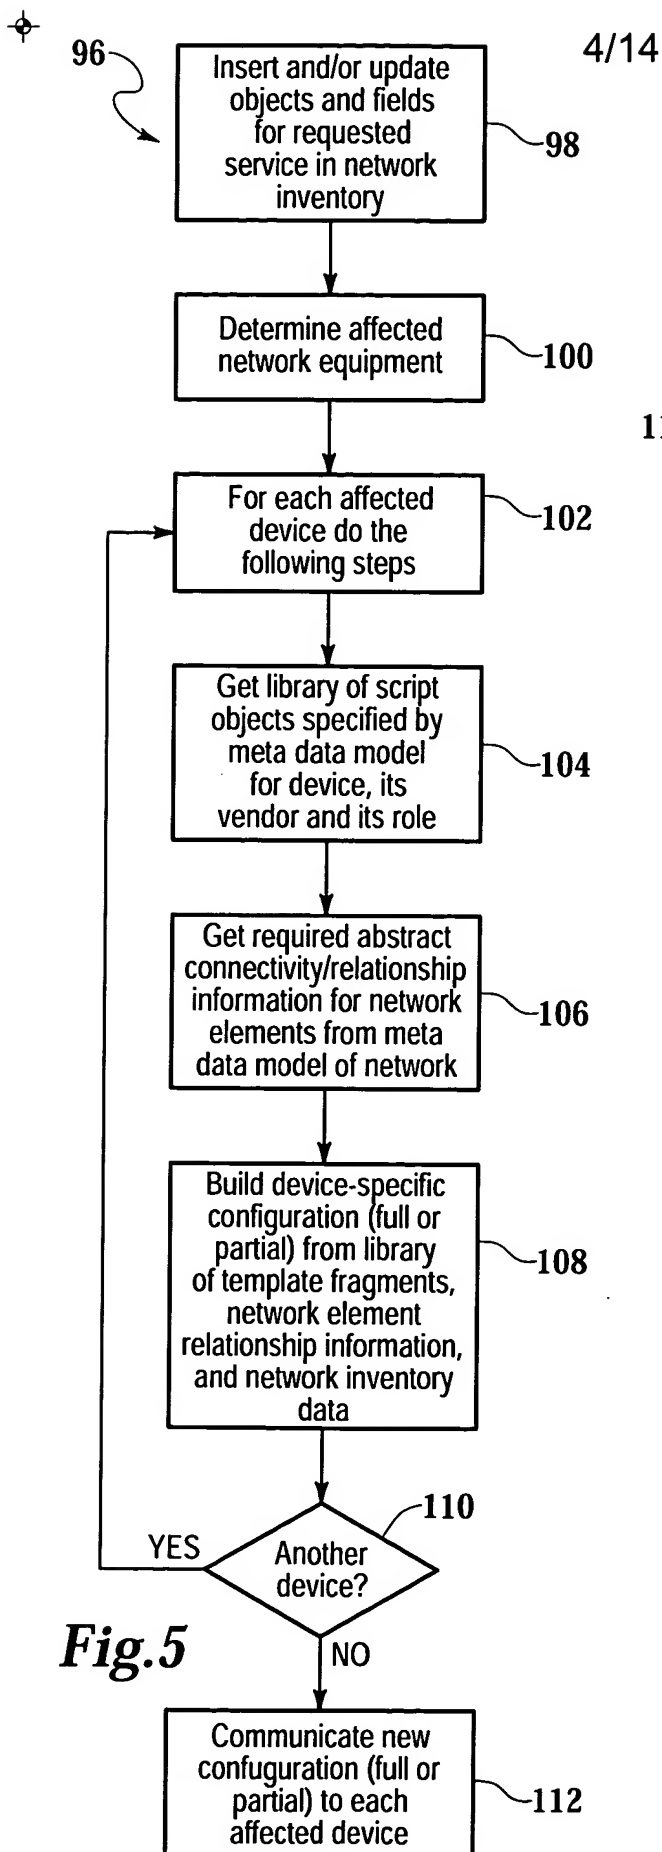 4/14
96
Insert and/or update
objects and fields
for requested
service in network
inventory
98
Determine affected
network equipment
100
11
For each affected
device do the
following steps
102
Get library of script
objects specified by
meta data model
for device, its
vendor and its role
104
Get required abstract
connectivity/relationship
information for network
elements from meta
data model of network
106
Build device-specific
configuration (full or
partial) from library
of template fragments,
network element
relationship information,
and network inventory
data
108
110
YES
Another
device?
Fig.5
NO
Communicate new
confuguration (full or
partial) to each
affected device
112